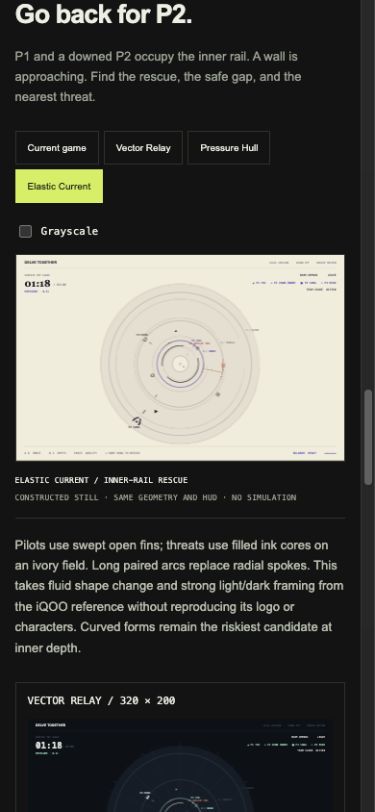 Go back for P2.
P1 and a downed P2 occupy the inner rail. A wall is
approaching. Find the rescue, the safe gap, and the
nearest threat.
Current game
Vector Relay
Pressure Hull
Elastic Current
Grayscale
BREAK TOGETHER
01:18
ELASTIC CURRENT / INNER-RAIL RESCUE
CONSTRUCTED STILL · SAME GEOMETRY AND HUD · NO SIMULATION
Pilots use swept open fins; threats use filled ink cores on
an ivory field. Long paired arcs replace radial spokes. This
takes fluid shape change and strong light/dark framing from
the iQOO reference without reproducing its logo or
characters. Curved forms remain the riskiest candidate at
inner depth.
VECTOR RELAY / 320 × 200
BREAK TOGETHER
01:18